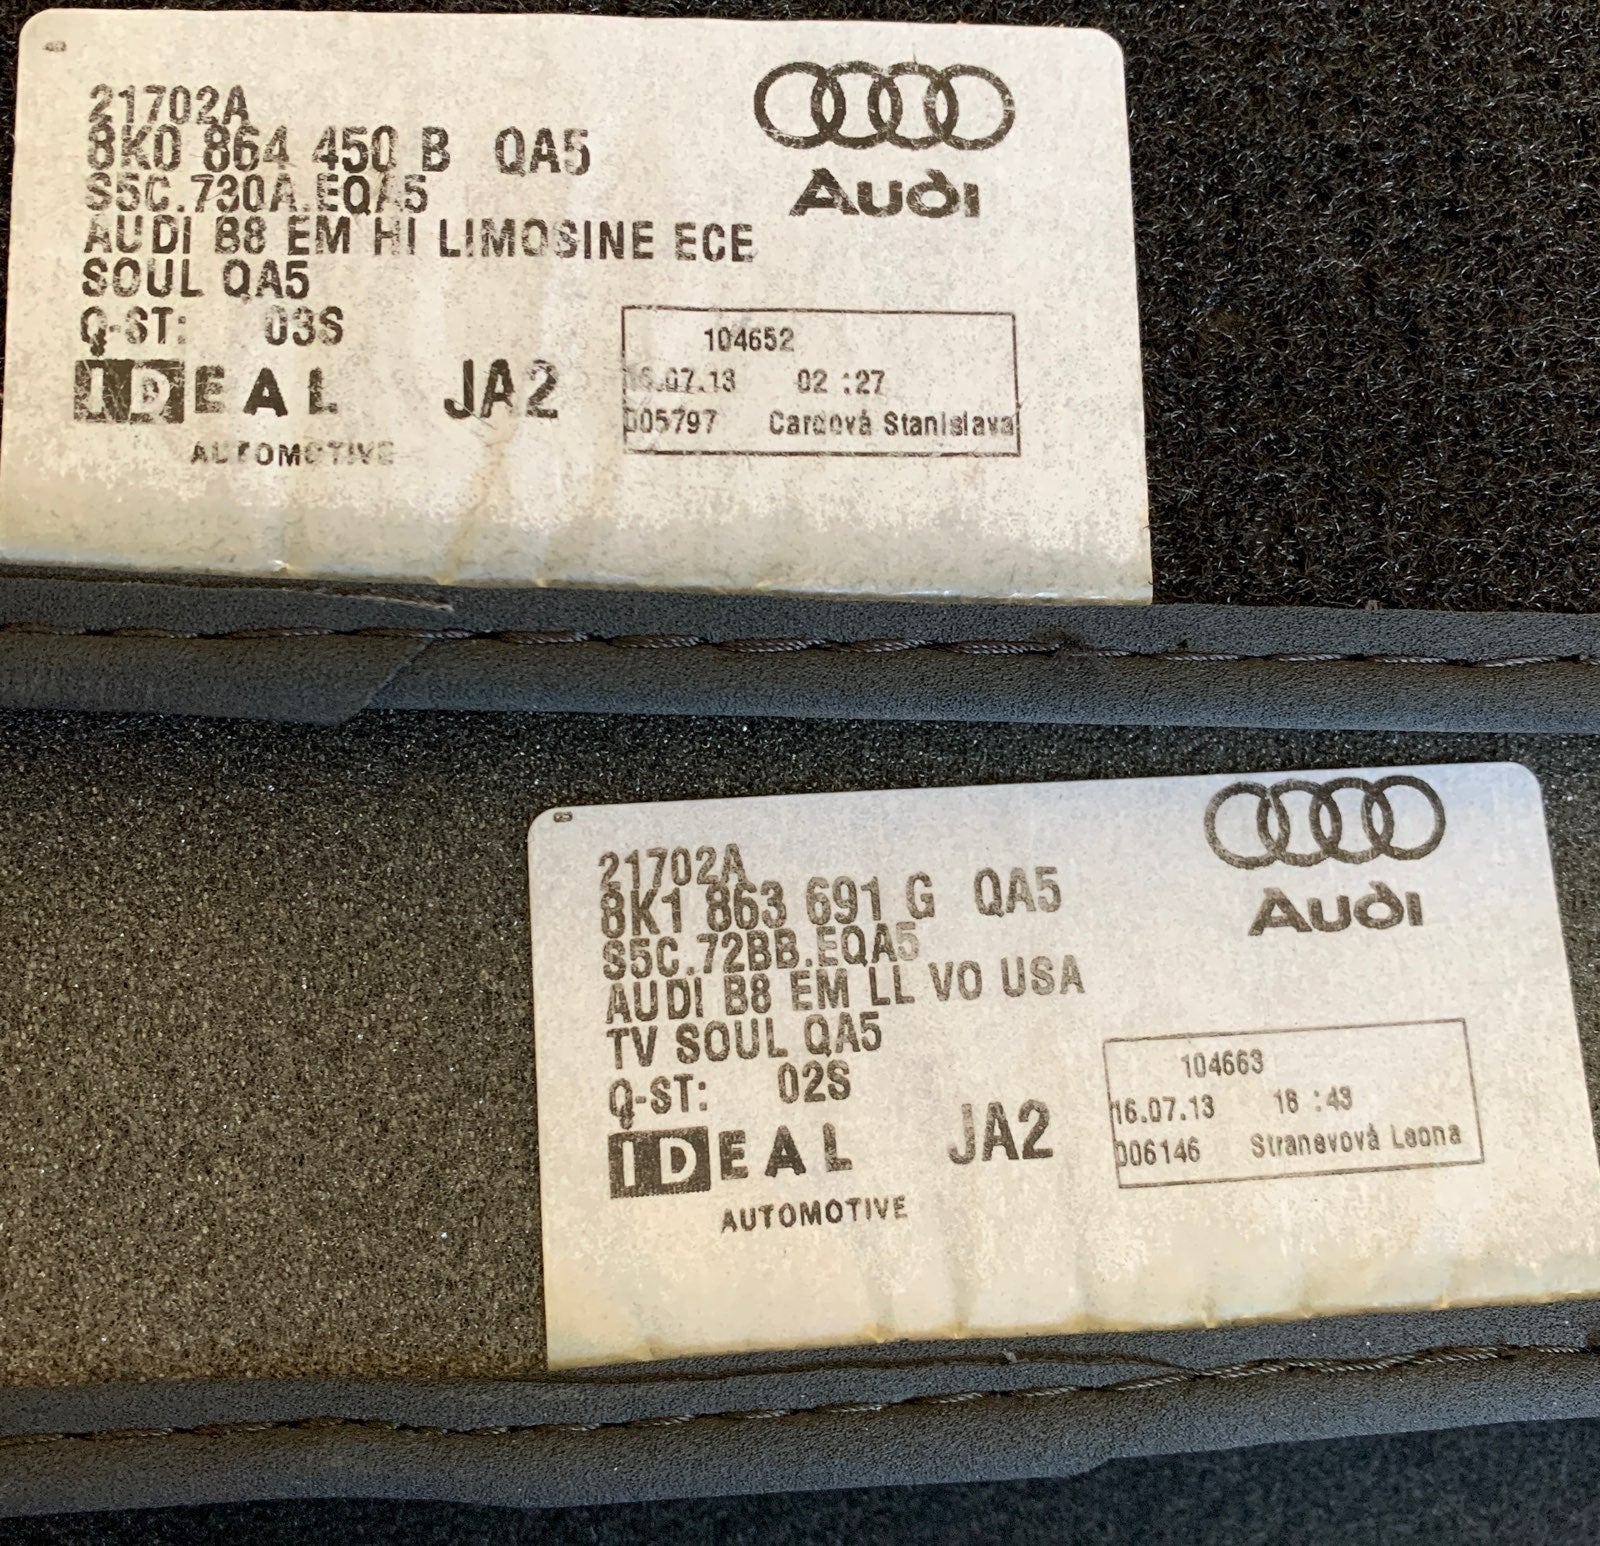 21702A
8K0 864 450 B QA5
S5C.730A.EQA5
AUDI B8 EM HI LIMOSINE ECE
SOUL QA5
Q-ST: 03S
IDEAL JA2
AUTOMOTIVE
Audi
104652
16.07.13 02 :27
005797 Cardová Stanislava
21702A
8K1 863 691 G QA5
S5C.72BB.EQA5
AUDI B8 EM LL VO USA
TV SOUL QA5
Q-ST: 02S
IDEAL JA2
AUTOMOTIVE
Audi
104663
16.07.13 18 :43
006146 Stranevová Leona